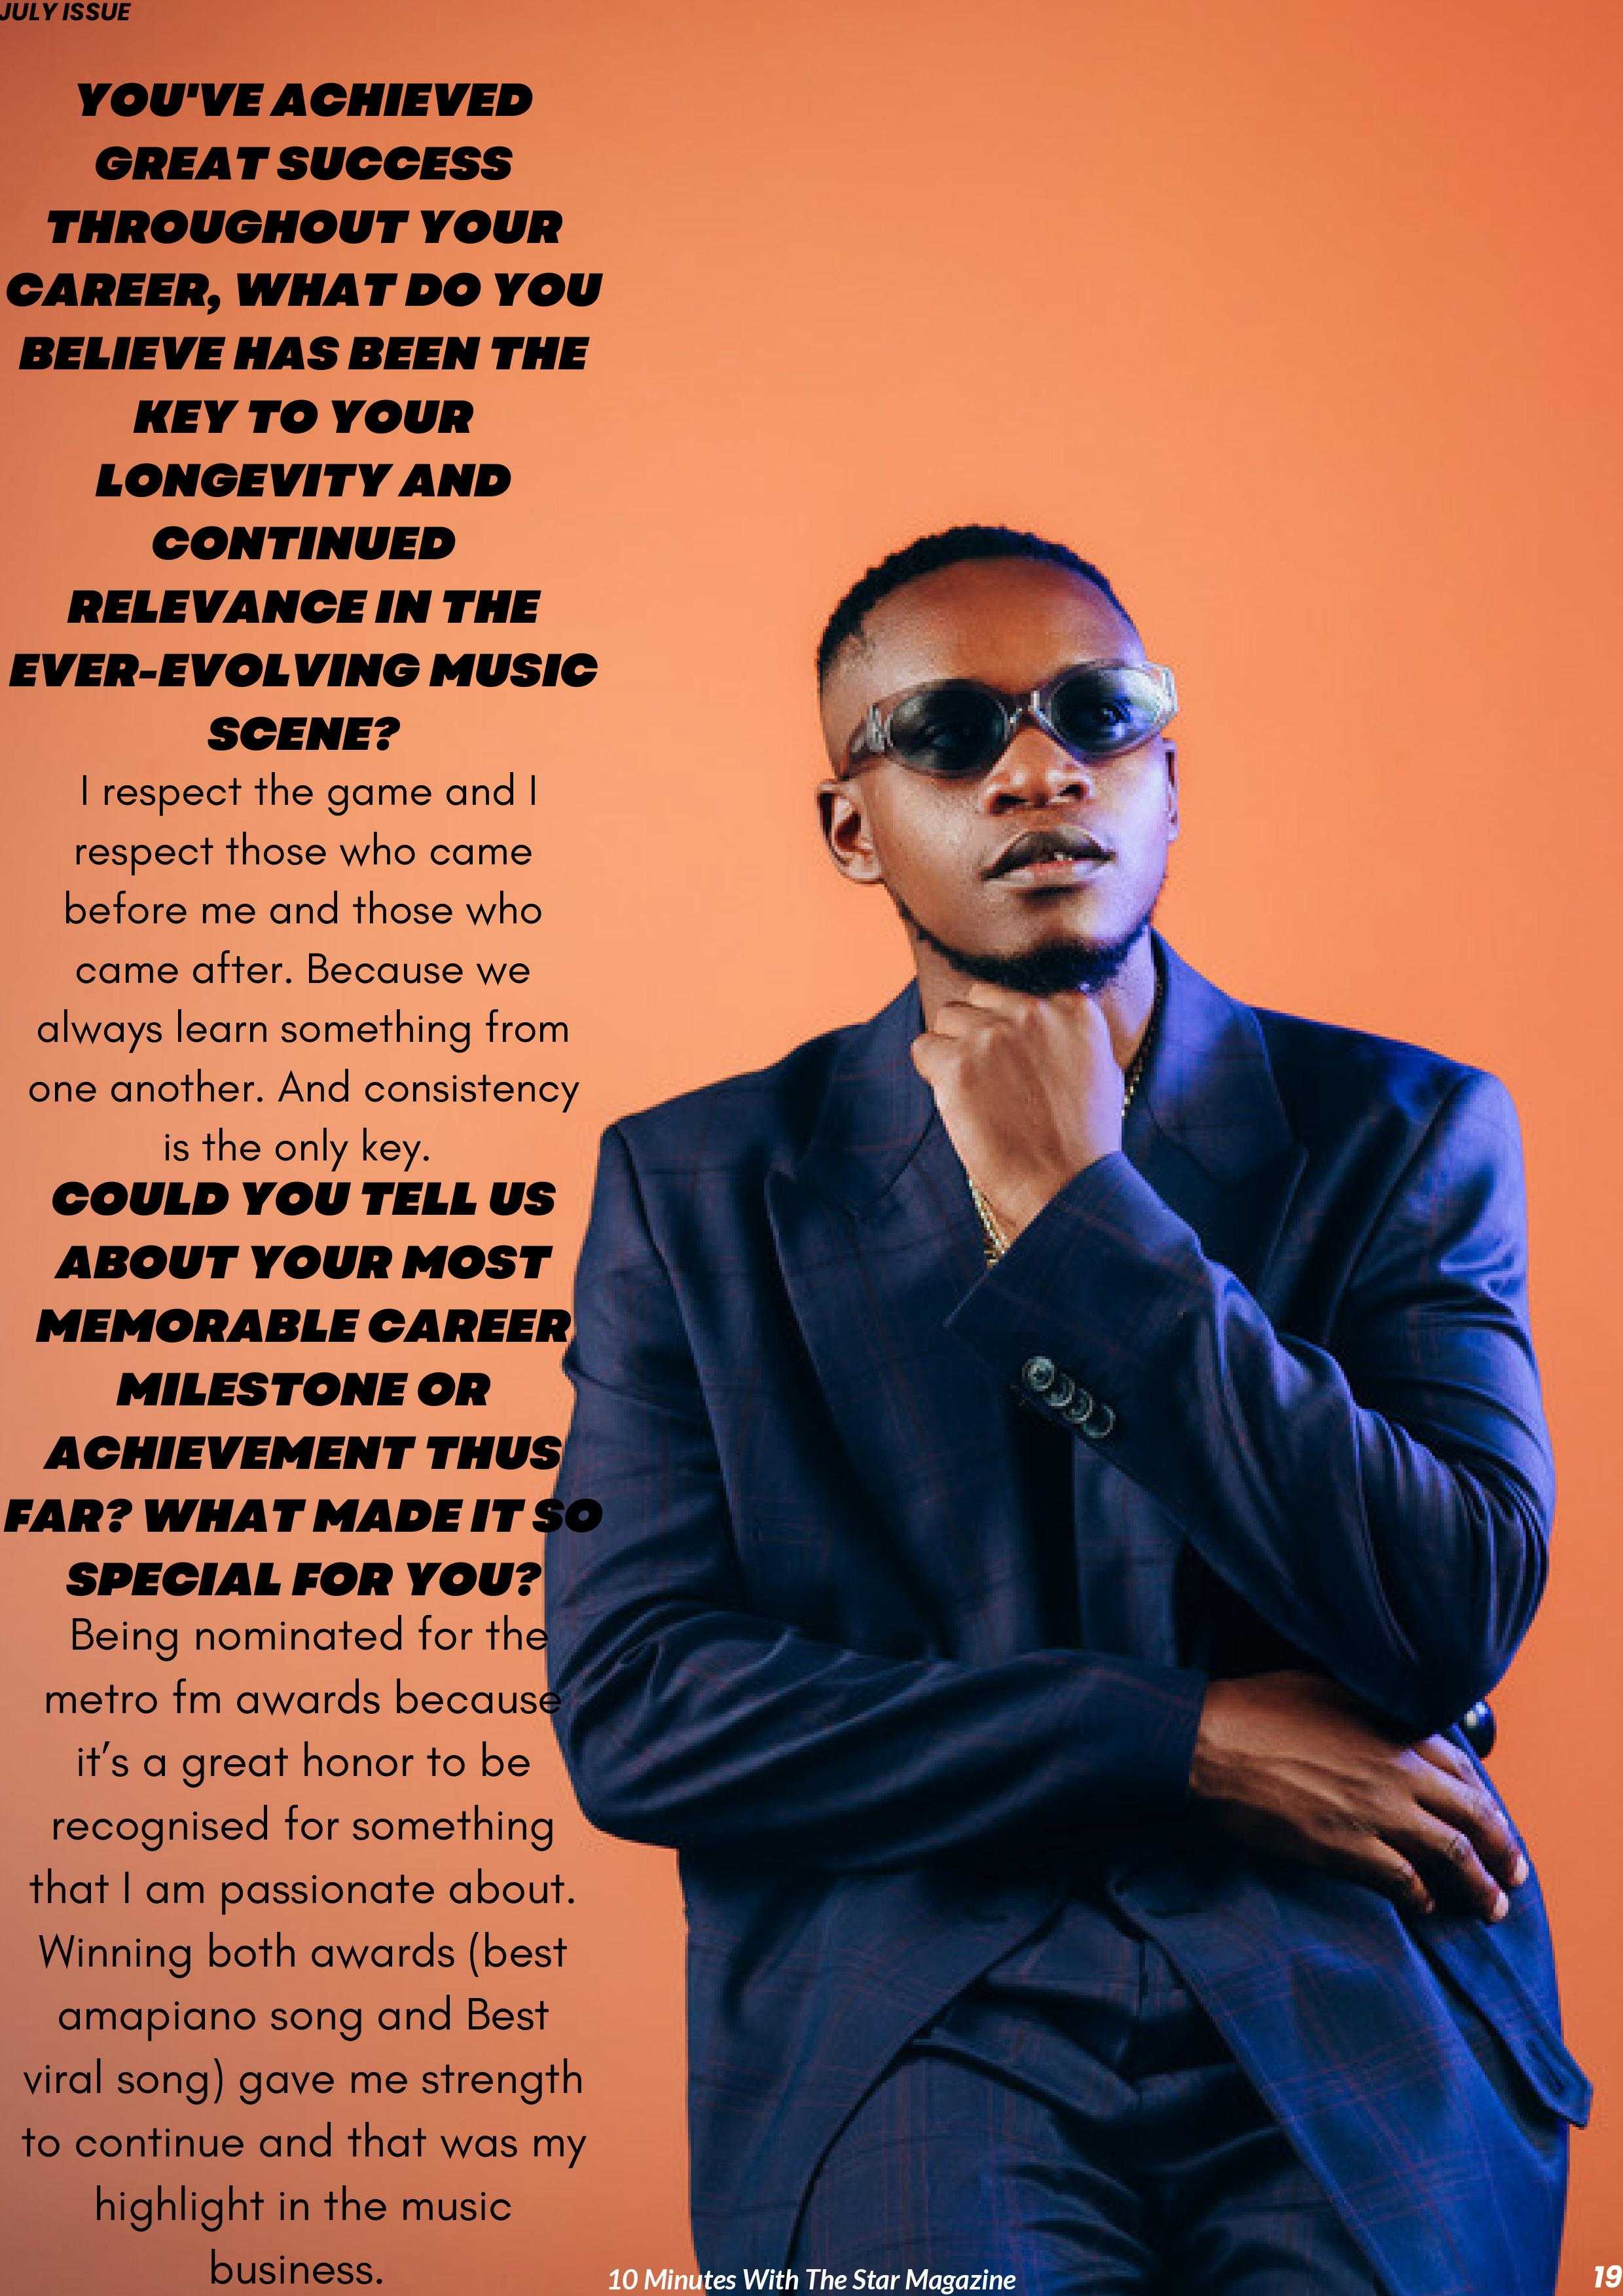 JULY ISSUE
YOU'VE ACHIEVED
GREAT SUCCESS
THROUGHOUT YOUR
CAREER, WHAT DO YOU
BELIEVE HAS BEEN THE
KEY TO YOUR
LONGEVITY AND
CONTINUED
RELEVANCE IN THE
EVER-EVOLVING MUSIC
SCENE?
I respect the game and I
respect those who came
before me and those who
came after. Because we
always learn something from
one another. And consistency
is the only key.
COULD YOU TELL US
ABOUT YOUR MOST
MEMORABLE CAREER
MILESTONE OR
ACHIEVEMENT THUS
FAR? WHAT MADE IT SO
SPECIAL FOR YOU?
Being nominated for the
metro fm awards because
it’s a great honor to be
recognised for something
that I am passionate about.
Winning both awards (best
amapiano song and Best
viral song) gave me strength
to continue and that was my
highlight in the music
business.
10 Minutes With The Star Magazine
19